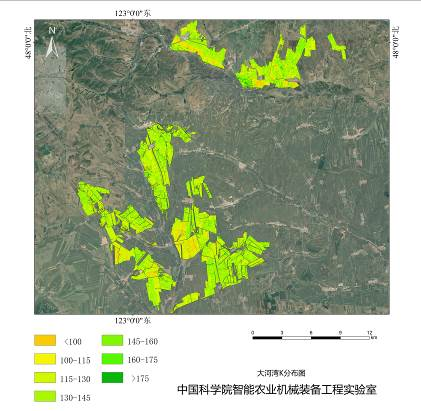 123°0'0"东
48°0'0"北
48°0'0"北
N
123°0'0"东
<100
100-115
115-130
130-145
145-160
160-175
>175
0 3 6 9 12
km
大河湾K分布图
中国科学院智能农业机械装备工程实验室